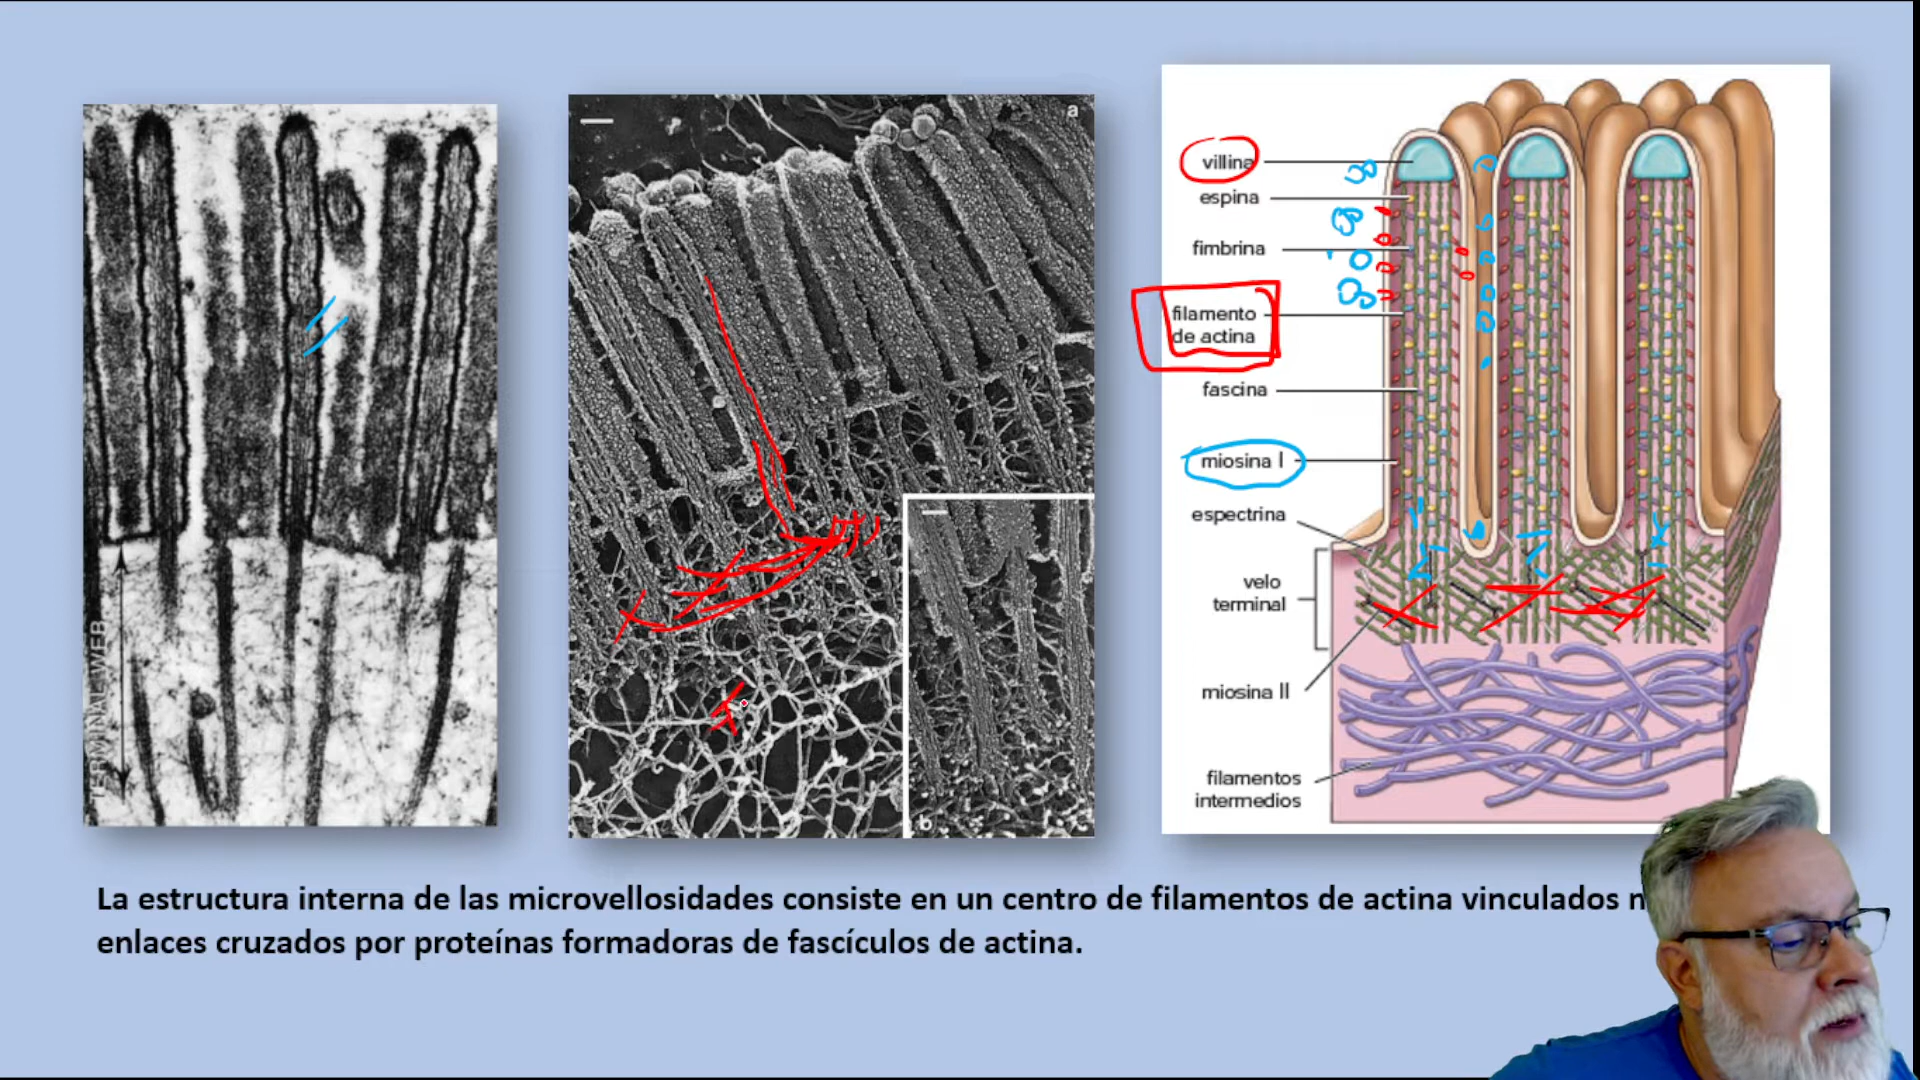 TERMINAL WEB
a
b
villina
espina
fimbrina
filamento
de actina
fascina
miosina I
espectrina
velo
terminal
miosina II
filamentos
intermedios
La estructura interna de las microvellosidades consiste en un centro de filamentos de actina vinculados
enlaces cruzados por proteínas formadoras de fascículos de actina.